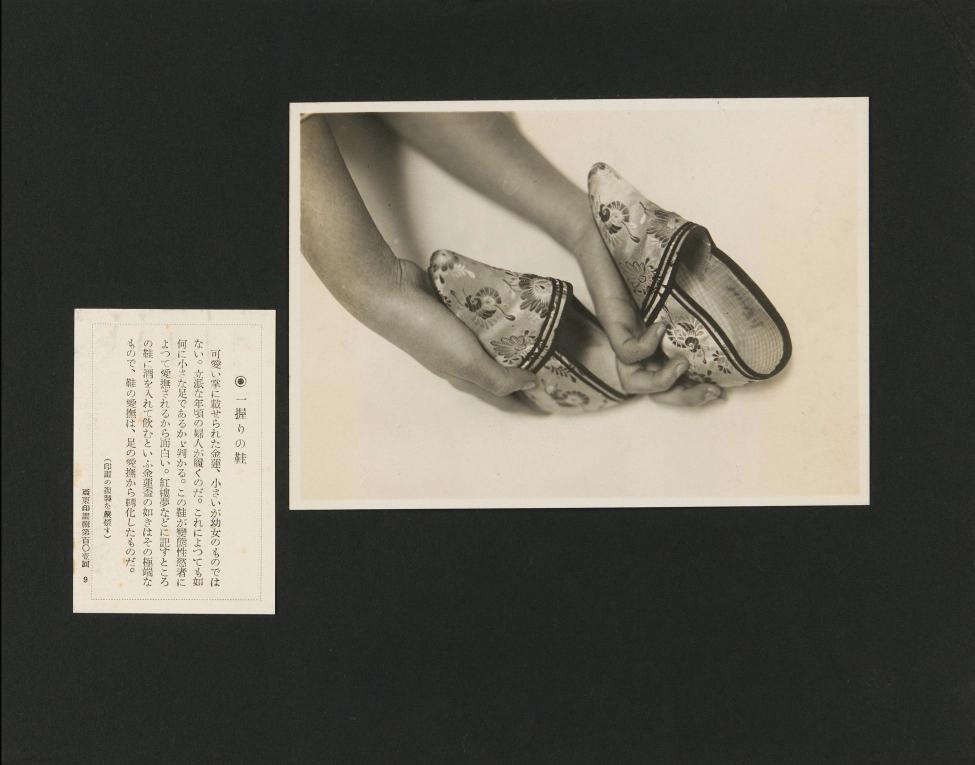 ◉ 一握りの鞋
可愛い掌に載せられた金蓮、小さいが幼女のものでは
ない。立派な年頃の婦人が履くのだ。これによつても如
何に小さな足であるかゞ判かる。この鞋が變態性慾者に
よつて愛撫されるから面白い。紅樓夢などに記すところ
の鞋に酒を入れて飮むといふ金蓮盃の如きはその極端な
もので、鞋の愛撫は、足の愛撫から轉化したものだ。
(印畫の複製を嚴禁す)
亞東印畫輯第百〇壹回 9